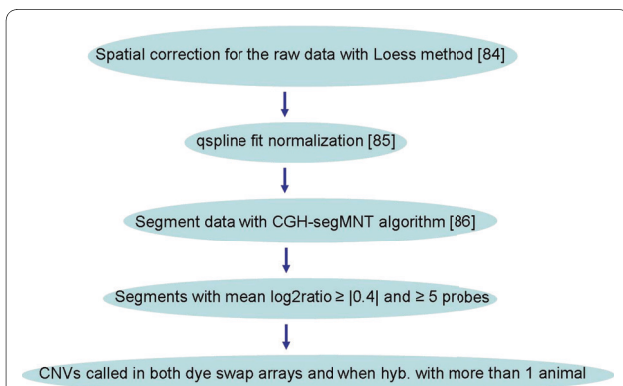 Spatial correction for the raw data with Loess method [84]
qspline fit normalization [85]
Segment data with CGH-segMNT algorithm [86]
Segments with mean log2ratio ≥ |0.4| and ≥ 5 probes
CNVs called in both dye swap arrays and when hyb. with more than 1 animal